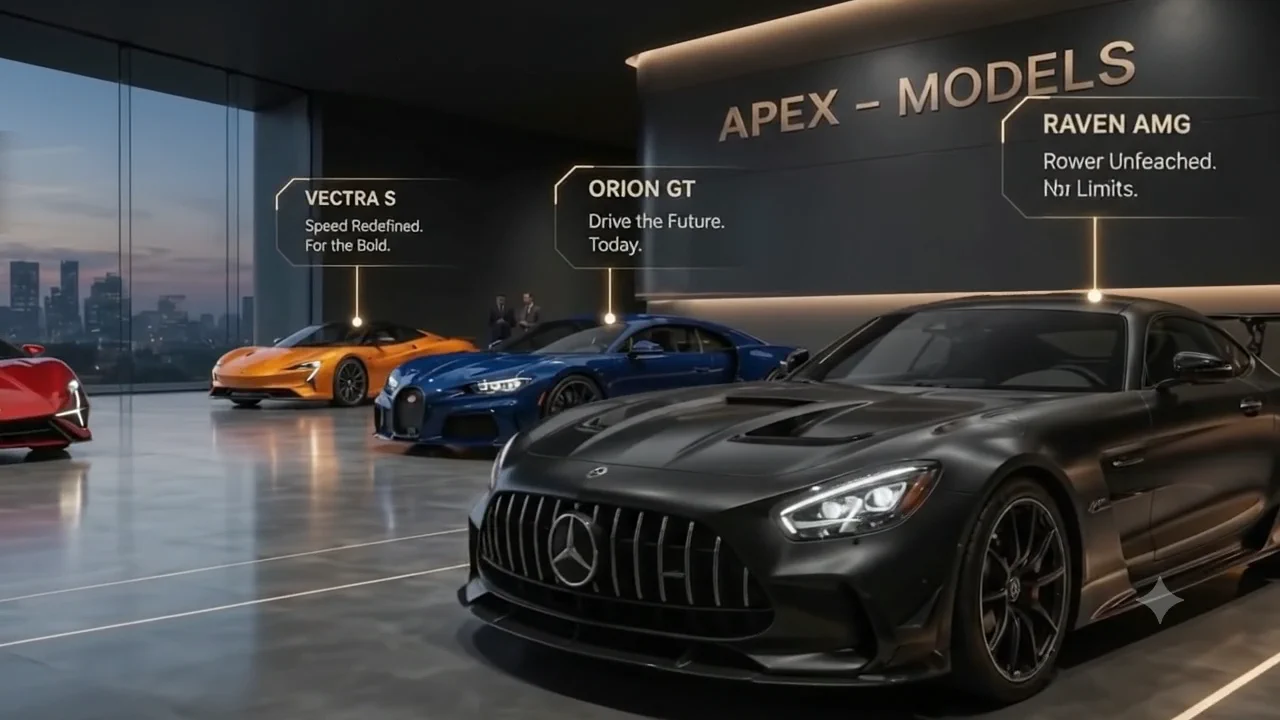 APEX – MODELS
VECTRA S
Speed Redefined.
For the Bold.
ORION GT
Drive the Future.
Today.
RAVEN AMG
Rower Unfeached.
Limits.